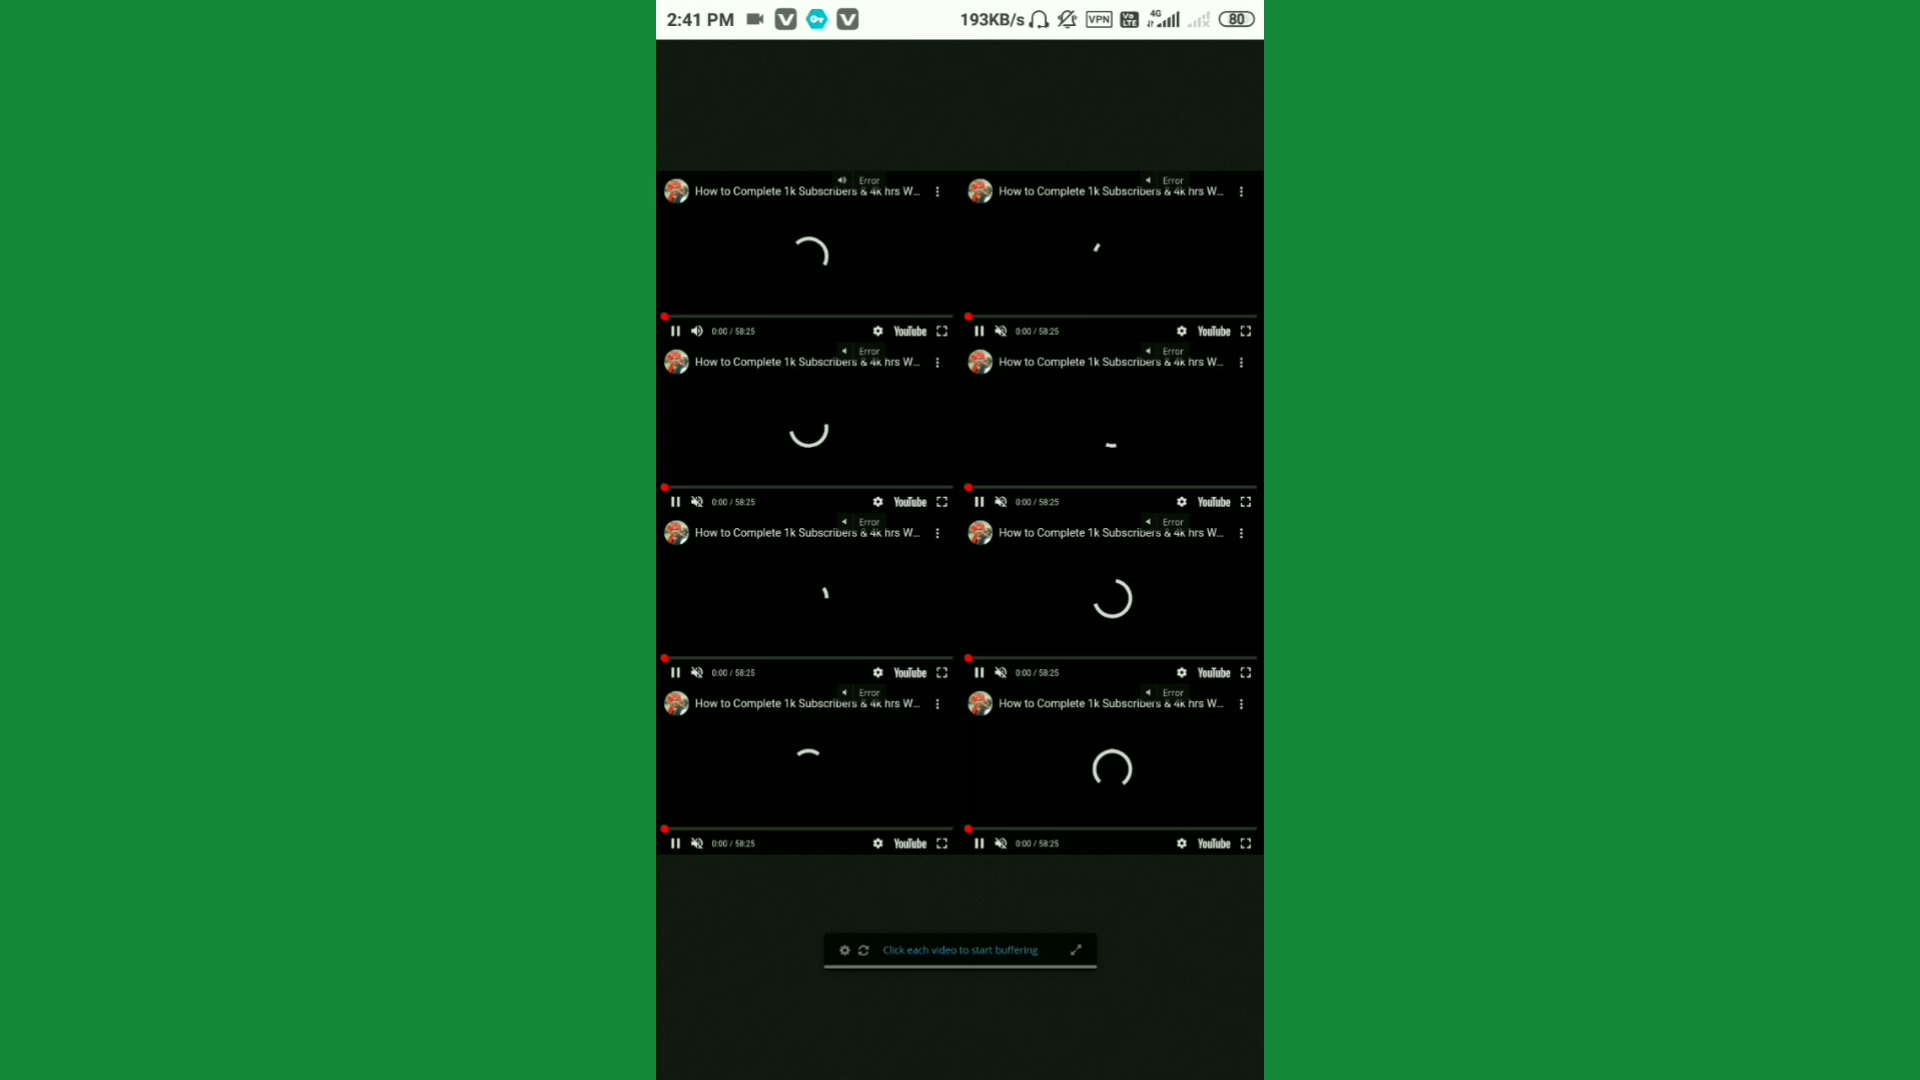 2:41 PM 193KB/s VPN Vo LTE 4G 80
Error Error
How to Complete 1k Subscribers & 4k hrs W... How to Complete 1k Subscribers & 4k hrs W...
0:00 / 58:25 YouTube 0:00 / 58:25 YouTube
Error Error
How to Complete 1k Subscribers & 4k hrs W... How to Complete 1k Subscribers & 4k hrs W...
0:00 / 58:25 YouTube 0:00 / 58:25 YouTube
Error Error
How to Complete 1k Subscribers & 4k hrs W... How to Complete 1k Subscribers & 4k hrs W...
0:00 / 58:25 YouTube 0:00 / 58:25 YouTube
Error Error
How to Complete 1k Subscribers & 4k hrs W... How to Complete 1k Subscribers & 4k hrs W...
0:00 / 58:25 YouTube 0:00 / 58:25 YouTube
Click each video to start buffering